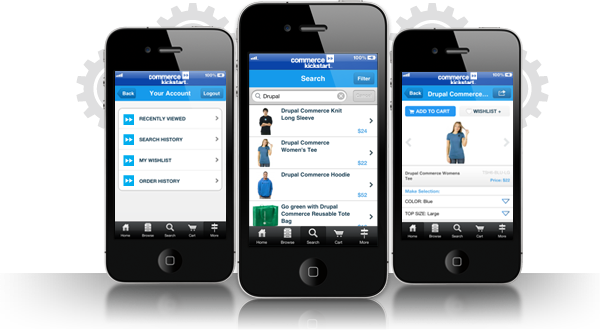 100%
commerce
kickstart.
Back
Your Account
Logout
RECENTLY VIEWED
SEARCH HISTORY
MY WISHLIST
ORDER HISTORY
Home Browse Search Cart More
100%
commerce
kickstart.
Search
Filter
Drupal
Drupal Commerce Knit
Long Sleeve
$24
Drupal Commerce
Women's Tee
$22
Drupal Commerce Hoodie
$52
Go green with Drupal
Commerce Reusable Tote
Bag
Home Browse Search Cart More
100%
commerce
kickstart.
Back
Drupal Commerce...
ADD TO CART
WISHLIST +
Drupal Commerce Womens
Tee
Price: $22
Make Selection:
COLOR: Blue
TOP SIZE: Large
Home Browse Search Cart More